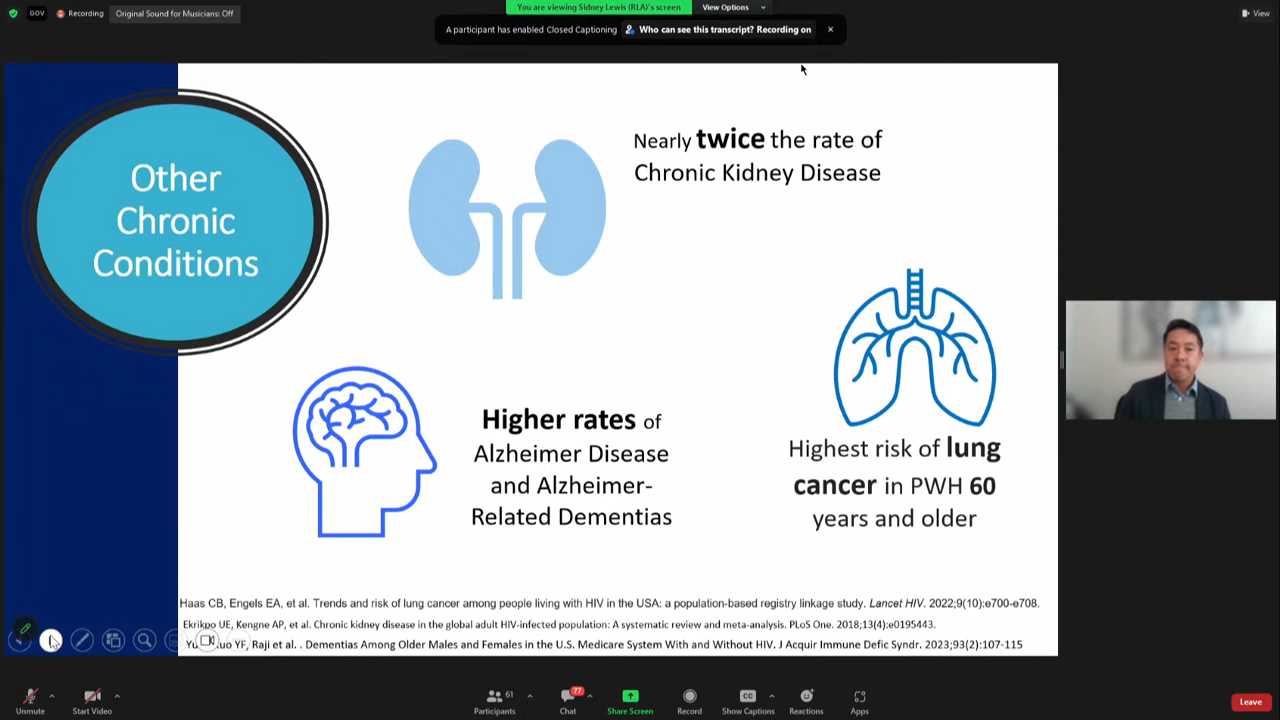 GOV
Recording
Original Sound for Musicians: Off
You are viewing Sidney Lewis (RLA)'s screen
View Options
View
A participant has enabled Closed Captioning
Who can see this transcript? Recording on
Other
Chronic
Conditions
Nearly twice the rate of
Chronic Kidney Disease
Higher rates of
Alzheimer Disease
and Alzheimer-
Related Dementias
Highest risk of lung
cancer in PWH 60
years and older
Haas CB, Engels EA, et al. Trends and risk of lung cancer among people living with HIV in the USA: a population-based registry linkage study. Lancet HIV. 2022;9(10):e700-e708.
Ekrikpo UE, Kengne AP, et al. Chronic kidney disease in the global adult HIV-infected population: A systematic review and meta-analysis. PLoS One. 2018;13(4):e0195443.
YF, Raji et al. . Dementias Among Older Males and Females in the U.S. Medicare System With and Without HIV. J Acquir Immune Defic Syndr. 2023;93(2):107-115
Unmute
Start Video
61
Participants
77
Chat
Share Screen
Record
CC
Show Captions
Reactions
Apps
Leave